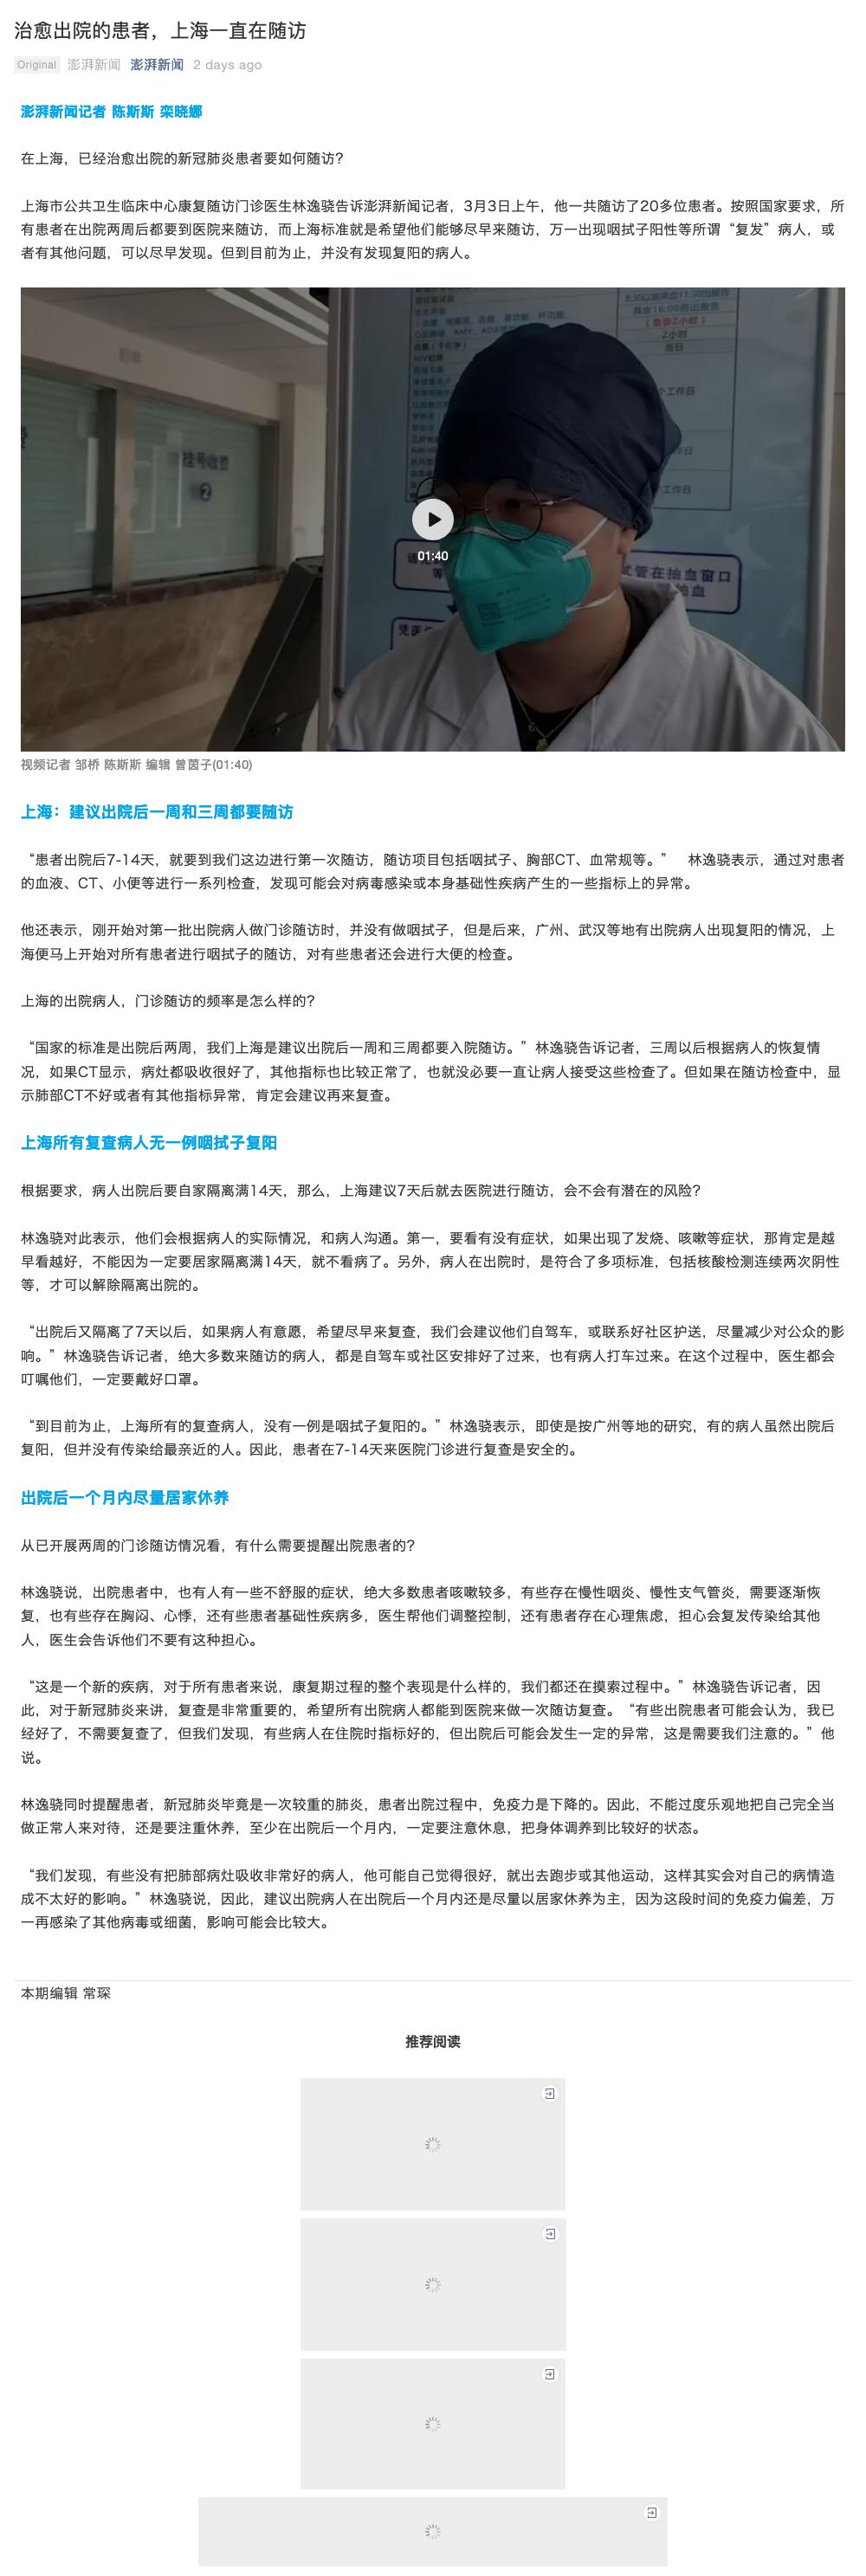 治愈出院的患者，上海一直在随访
Original 澎湃新闻 澎湃新闻 2 days ago
澎湃新闻记者 陈斯斯 栾晓娜
在上海，已经治愈出院的新冠肺炎患者要如何随访？
上海市公共卫生临床中心康复随访门诊医生林逸骁告诉澎湃新闻记者，3月3日上午，他一共随访了20多位患者。按照国家要求，所
有患者在出院两周后都要到医院来随访，而上海标准就是希望他们能够尽早来随访，万一出现咽拭子阳性等所谓“复发”病人，或
者有其他问题，可以尽早发现。但到目前为止，并没有发现复阳的病人。
挂号收费
2
（急诊2小时）
当日
工作日
01:40
试管在抽血窗口
抽血
视频记者 邹桥 陈斯斯 编辑 曾茵子(01:40)
上海：建议出院后一周和三周都要随访
“患者出院后7-14天，就要到我们这边进行第一次随访，随访项目包括咽拭子、胸部CT、血常规等。” 林逸骁表示，通过对患者
的血液、CT、小便等进行一系列检查，发现可能会对病毒感染或本身基础性疾病产生的一些指标上的异常。
他还表示，刚开始对第一批出院病人做门诊随访时，并没有做咽拭子，但是后来，广州、武汉等地有出院病人出现复阳的情况，上
海便马上开始对所有患者进行咽拭子的随访，对有些患者还会进行大便的检查。
上海的出院病人，门诊随访的频率是怎么样的？
“国家的标准是出院后两周，我们上海是建议出院后一周和三周都要入院随访。”林逸骁告诉记者，三周以后根据病人的恢复情
况，如果CT显示，病灶都吸收很好了，其他指标也比较正常了，也就没必要一直让病人接受这些检查了。但如果在随访检查中，显
示肺部CT不好或者有其他指标异常，肯定会建议再来复查。
上海所有复查病人无一例咽拭子复阳
根据要求，病人出院后要自家隔离满14天，那么，上海建议7天后就去医院进行随访，会不会有潜在的风险？
林逸骁对此表示，他们会根据病人的实际情况，和病人沟通。第一，要看有没有症状，如果出现了发烧、咳嗽等症状，那肯定是越
早看越好，不能因为一定要居家隔离满14天，就不看病了。另外，病人在出院时，是符合了多项标准，包括核酸检测连续两次阴性
等，才可以解除隔离出院的。
“出院后又隔离了7天以后，如果病人有意愿，希望尽早来复查，我们会建议他们自驾车，或联系好社区护送，尽量减少对公众的影
响。”林逸骁告诉记者，绝大多数来随访的病人，都是自驾车或社区安排好了过来，也有病人打车过来。在这个过程中，医生都会
叮嘱他们，一定要戴好口罩。
“到目前为止，上海所有的复查病人，没有一例是咽拭子复阳的。”林逸骁表示，即使是按广州等地的研究，有的病人虽然出院后
复阳，但并没有传染给最亲近的人。因此，患者在7-14天来医院门诊进行复查是安全的。
出院后一个月内尽量居家休养
从已开展两周的门诊随访情况看，有什么需要提醒出院患者的？
林逸骁说，出院患者中，也有人有一些不舒服的症状，绝大多数患者咳嗽较多，有些存在慢性咽炎、慢性支气管炎，需要逐渐恢
复，也有些存在胸闷、心悸，还有些患者基础性疾病多，医生帮他们调整控制，还有患者存在心理焦虑，担心会复发传染给其他
人，医生会告诉他们不要有这种担心。
“这是一个新的疾病，对于所有患者来说，康复期过程的整个表现是什么样的，我们都还在摸索过程中。”林逸骁告诉记者，因
此，对于新冠肺炎来讲，复查是非常重要的，希望所有出院病人都能到医院来做一次随访复查。“有些出院患者可能会认为，我已
经好了，不需要复查了，但我们发现，有些病人在住院时指标好的，但出院后可能会发生一定的异常，这是需要我们注意的。”他
说。
林逸骁同时提醒患者，新冠肺炎毕竟是一次较重的肺炎，患者出院过程中，免疫力是下降的。因此，不能过度乐观地把自己完全当
做正常人来对待，还是要注重休养，至少在出院后一个月内，一定要注意休息，把身体调养到比较好的状态。
“我们发现，有些没有把肺部病灶吸收非常好的病人，他可能自己觉得很好，就出去跑步或其他运动，这样其实会对自己的病情造
成不太好的影响。”林逸骁说，因此，建议出院病人在出院后一个月内还是尽量以居家休养为主，因为这段时间的免疫力偏差，万
一再感染了其他病毒或细菌，影响可能会比较大。
本期编辑 常琛
推荐阅读